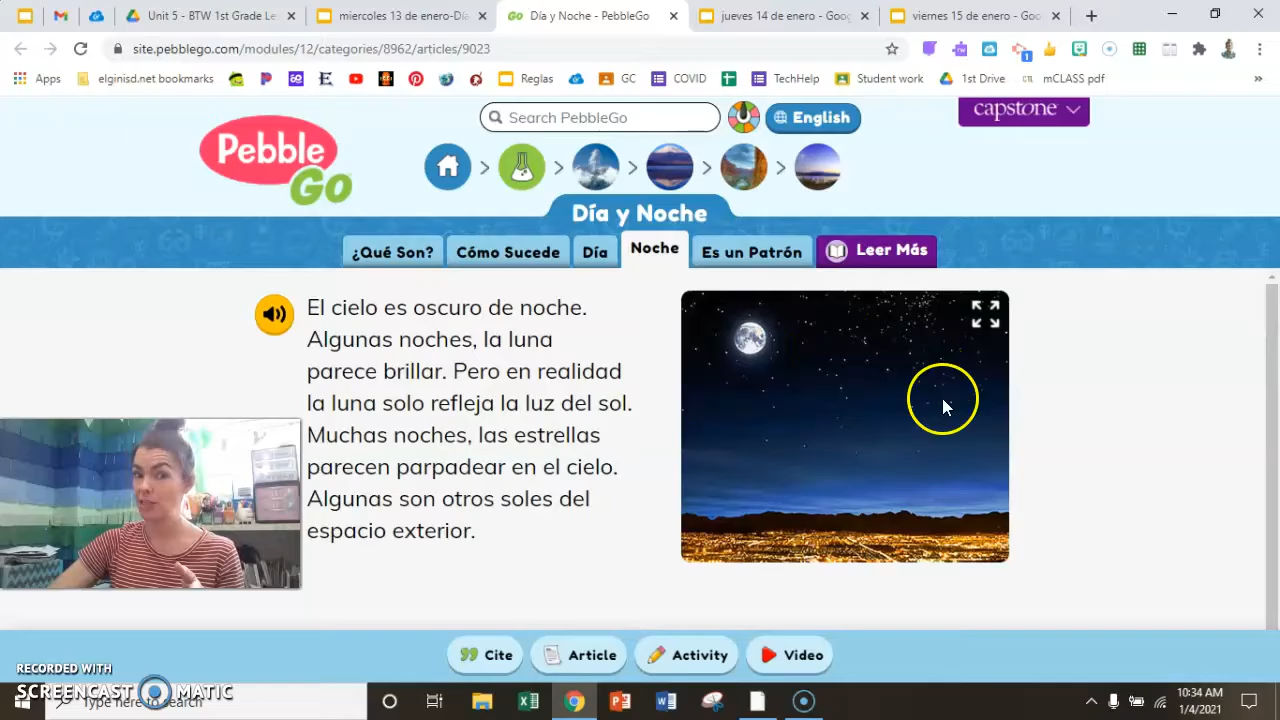 Unit 5 - BTW 1st Grade Le
miercoles 13 de enero-Día
Día y Noche - PebbleGo
jueves 14 de enero - Goog
viernes 15 de enero - Goo
site.pebblego.com/modules/12/categories/8962/articles/9023
Apps
elginisd.net bookmarks
Reglas
GC
COVID
TechHelp
Student work
1st Drive
mCLASS pdf
»
Search PebbleGo
English
capstone
Pebble
Go
Día y Noche
¿Qué Son?
Cómo Sucede
Día
Noche
Es un Patrón
Leer Más
El cielo es oscuro de noche.
Algunas noches, la luna
parece brillar. Pero en realidad
la luna solo refleja la luz del sol.
Muchas noches, las estrellas
parecen parpadear en el cielo.
Algunas son otros soles del
espacio exterior.
Cite
Article
Activity
Video
RECORDED WITH
SCREENCAST MATIC
Type here to search
10:34 AM
1/4/2021